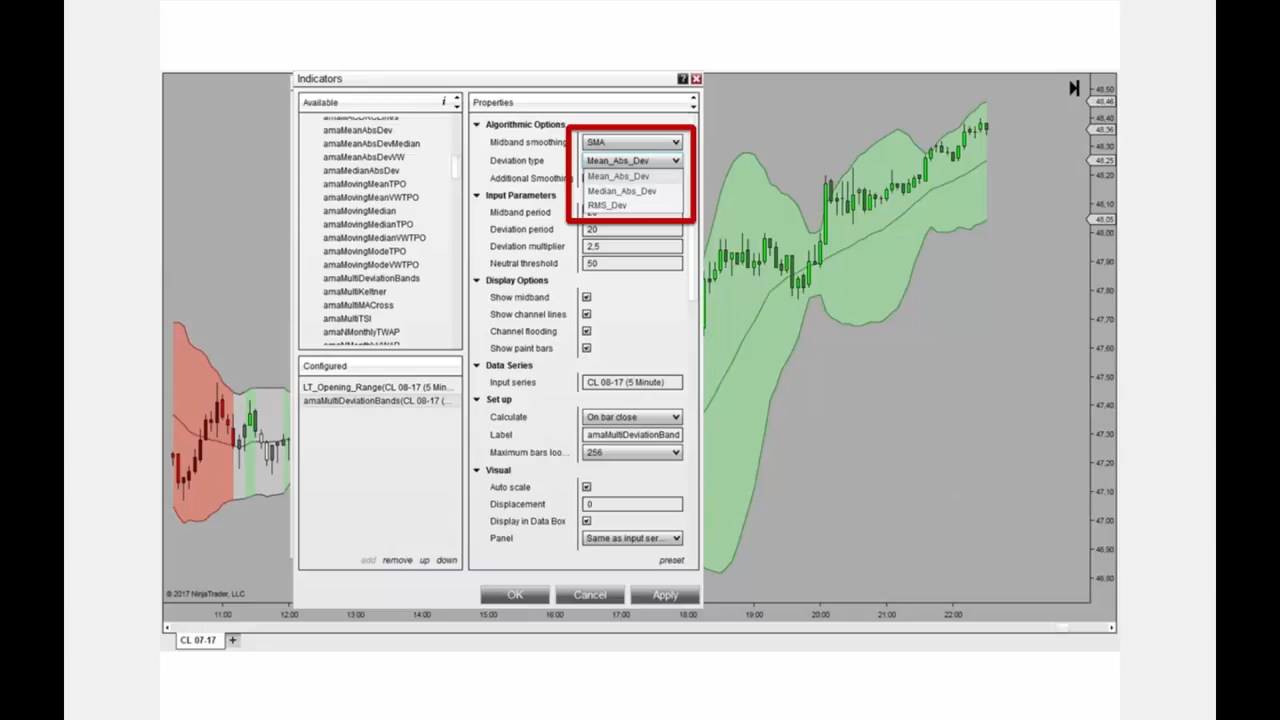 Indicators
Available
i
amaMeanAbsDev
amaMeanAbsDevMedian
amaMeanAbsDevVW
amaMedianAbsDev
amaMovingMeanTPO
amaMovingMeanVWTPO
amaMovingMedian
amaMovingMedianTPO
amaMovingMedianVWTPO
amaMovingModeTPO
amaMovingModeVWTPO
amaMultiDeviationBands
amaMultiKeltner
amaMultiMACross
amaMultiTSI
amaNMonthlyTWAP
Configured
LT_Opening_Range(CL 08-17 (5 Min...
amaMultiDeviationBands(CL 08-17 (...
add remove up down
? 
Properties
Algorithmic Options
Midband smoothing SMA
Deviation type Mean_Abs_Dev
Mean_Abs_Dev
Median_Abs_Dev
RMS_Dev
Additional Smoothin
Input Parameters
Midband period
Deviation period 20
Deviation multiplier 2,5
Neutral threshold 50
Display Options
Show midband
Show channel lines
Channel flooding
Show paint bars
Data Series
Input series CL 08-17 (5 Minute)
Set up
Calculate On bar close
Label amaMultiDeviationBand
Maximum bars loo... 256
Visual
Auto scale
Displacement 0
Display in Data Box
Panel Same as input ser...
preset
OK Cancel Apply
48.50
48.46
48.40
48.36
48.25
48.05
48.00
47.90
47.80
47.70
47.60
47.50
47.40
47.30
47.20
47.10
47.00
46.90
46.80
© 2017 NinjaTrader, LLC
11:00 12:00 13:00 14:00 15:00 16:00 17:00 18:00 19:00 20:00 21:00 22:00
CL 07-17 +